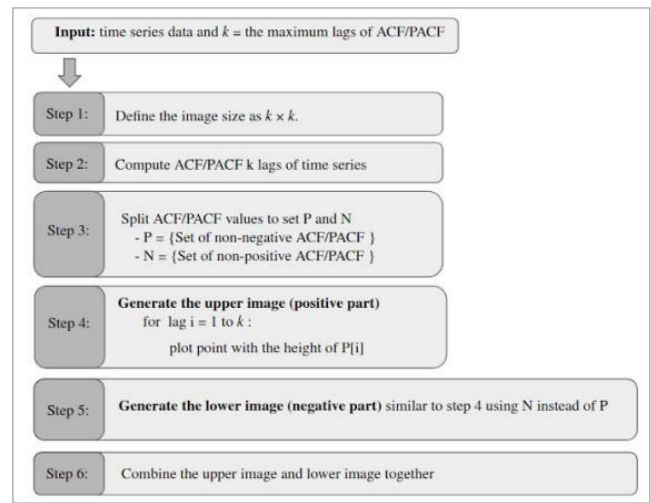 Input: time series data and k = the maximum lags of ACF/PACF
Step 1: Define the image size as k × k.
Step 2: Compute ACF/PACF k lags of time series
Split ACF/PACF values to set P and N
Step 3: - P = {Set of non-negative ACF/PACF }
- N = {Set of non-positive ACF/PACF }
Generate the upper image (positive part)
Step 4: for lag i = 1 to k :
plot point with the height of P[i]
Step 5: Generate the lower image (negative part) similar to step 4 using N instead of P
Step 6: Combine the upper image and lower image together